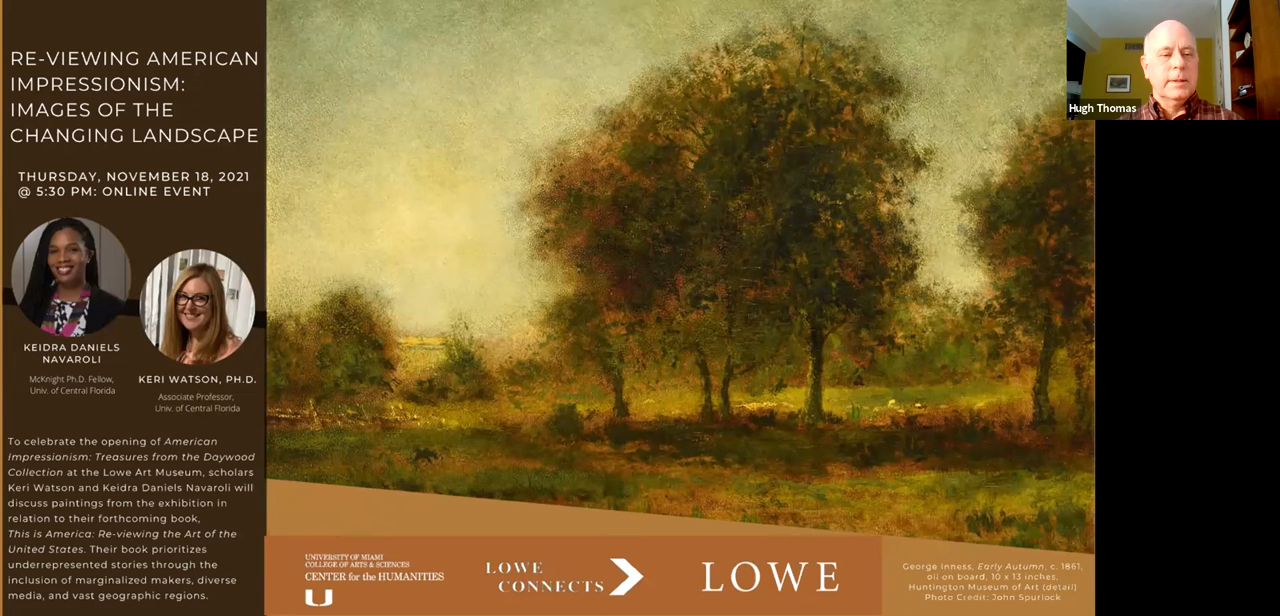 RE-VIEWING AMERICAN
IMPRESSIONISM:
IMAGES OF THE
CHANGING LANDSCAPE
THURSDAY, NOVEMBER 18, 2021
@ 5:30 PM: ONLINE EVENT
KEIDRA DANIELS
NAVAROLI
McKnight Ph.D. Fellow,
Univ. of Central Florida
KERI WATSON, PH.D.
Associate Professor,
Univ. of Central Florida
To celebrate the opening of American
Impressionism: Treasures from the Daywood
Collection at the Lowe Art Museum, scholars
Keri Watson and Keidra Daniels Navaroli will
discuss paintings from the exhibition in
relation to their forthcoming book,
This is America: Re-viewing the Art of the
United States. Their book prioritizes
underrepresented stories through the
inclusion of marginalized makers, diverse
media, and vast geographic regions.
UNIVERSITY OF MIAMI
COLLEGE OF ARTS & SCIENCES
CENTER for the HUMANITIES
U
LOWE
CONNECTS
LOWE
George Inness, Early Autumn, c. 1861,
oil on board, 10 x 13 inches,
Huntington Museum of Art (detail)
Photo Credit: John Spurlock
Hugh Thomas